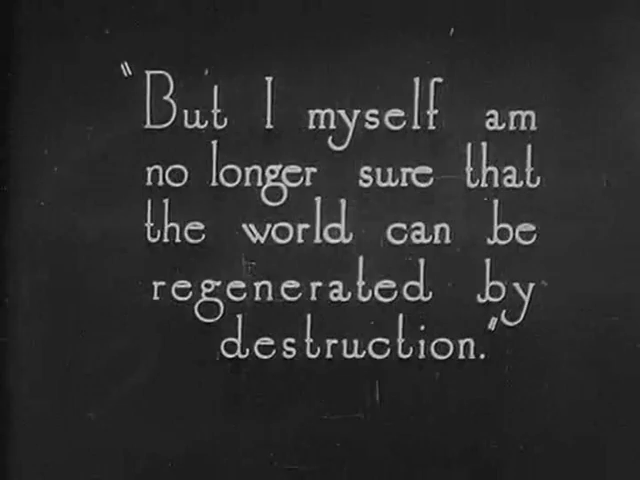 "But I myself am
no longer sure that
the world can be
regenerated by
destruction."